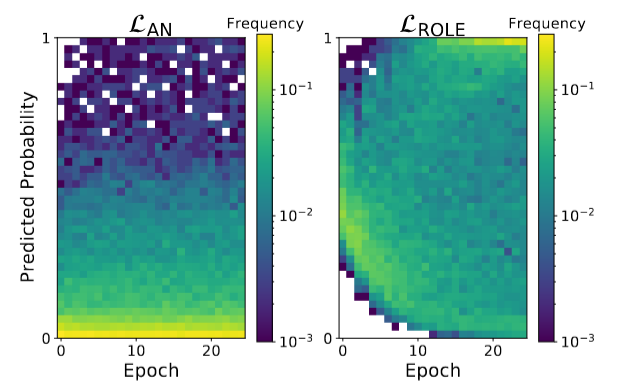 ℒAN Frequency ℒROLE Frequency
1 1
10⁻¹ 10⁻¹
Predicted Probability
10⁻² 10⁻²
0 10⁻³ 0 10⁻³
0 10 20 0 10 20
Epoch Epoch